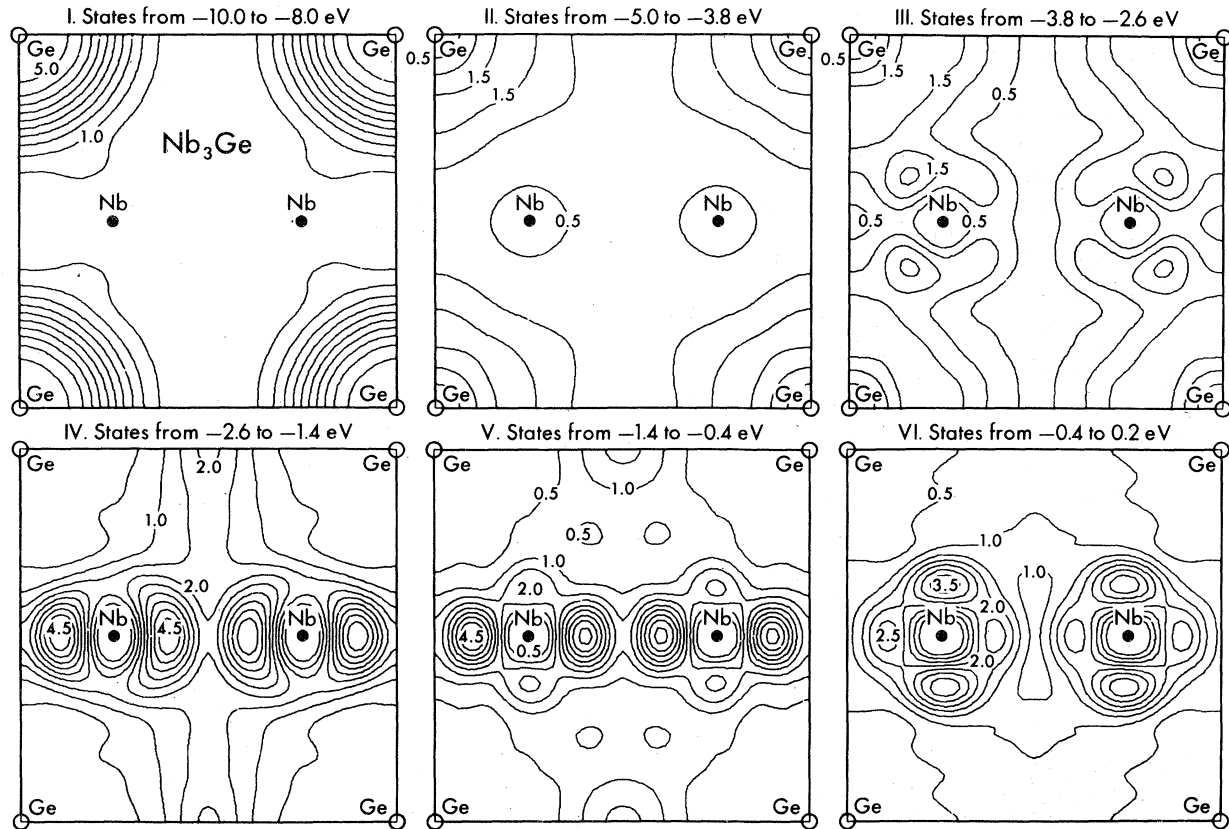 I. States from −10.0 to −8.0 eV
Ge
Ge
5.0
1.0
Nb₃Ge
Nb
Nb
Ge
Ge
II. States from −5.0 to −3.8 eV
Ge
Ge
0.5
1.5
1.5
Nb
Nb
0.5
Ge
Ge
III. States from −3.8 to −2.6 eV
Ge
Ge
0.5
1.5
1.5
0.5
1.5
Nb
Nb
0.5
0.5
Ge
Ge
IV. States from −2.6 to −1.4 eV
Ge
2.0
Ge
1.0
2.0
Nb
Nb
4.5
4.5
Ge
Ge
V. States from −1.4 to −0.4 eV
Ge
Ge
0.5
1.0
0.5
1.0
2.0
Nb
Nb
4.5
0.5
Ge
Ge
VI. States from −0.4 to 0.2 eV
Ge
Ge
0.5
1.0
1.0
3.5
2.0
Nb
Nb
2.5
2.0
Ge
Ge